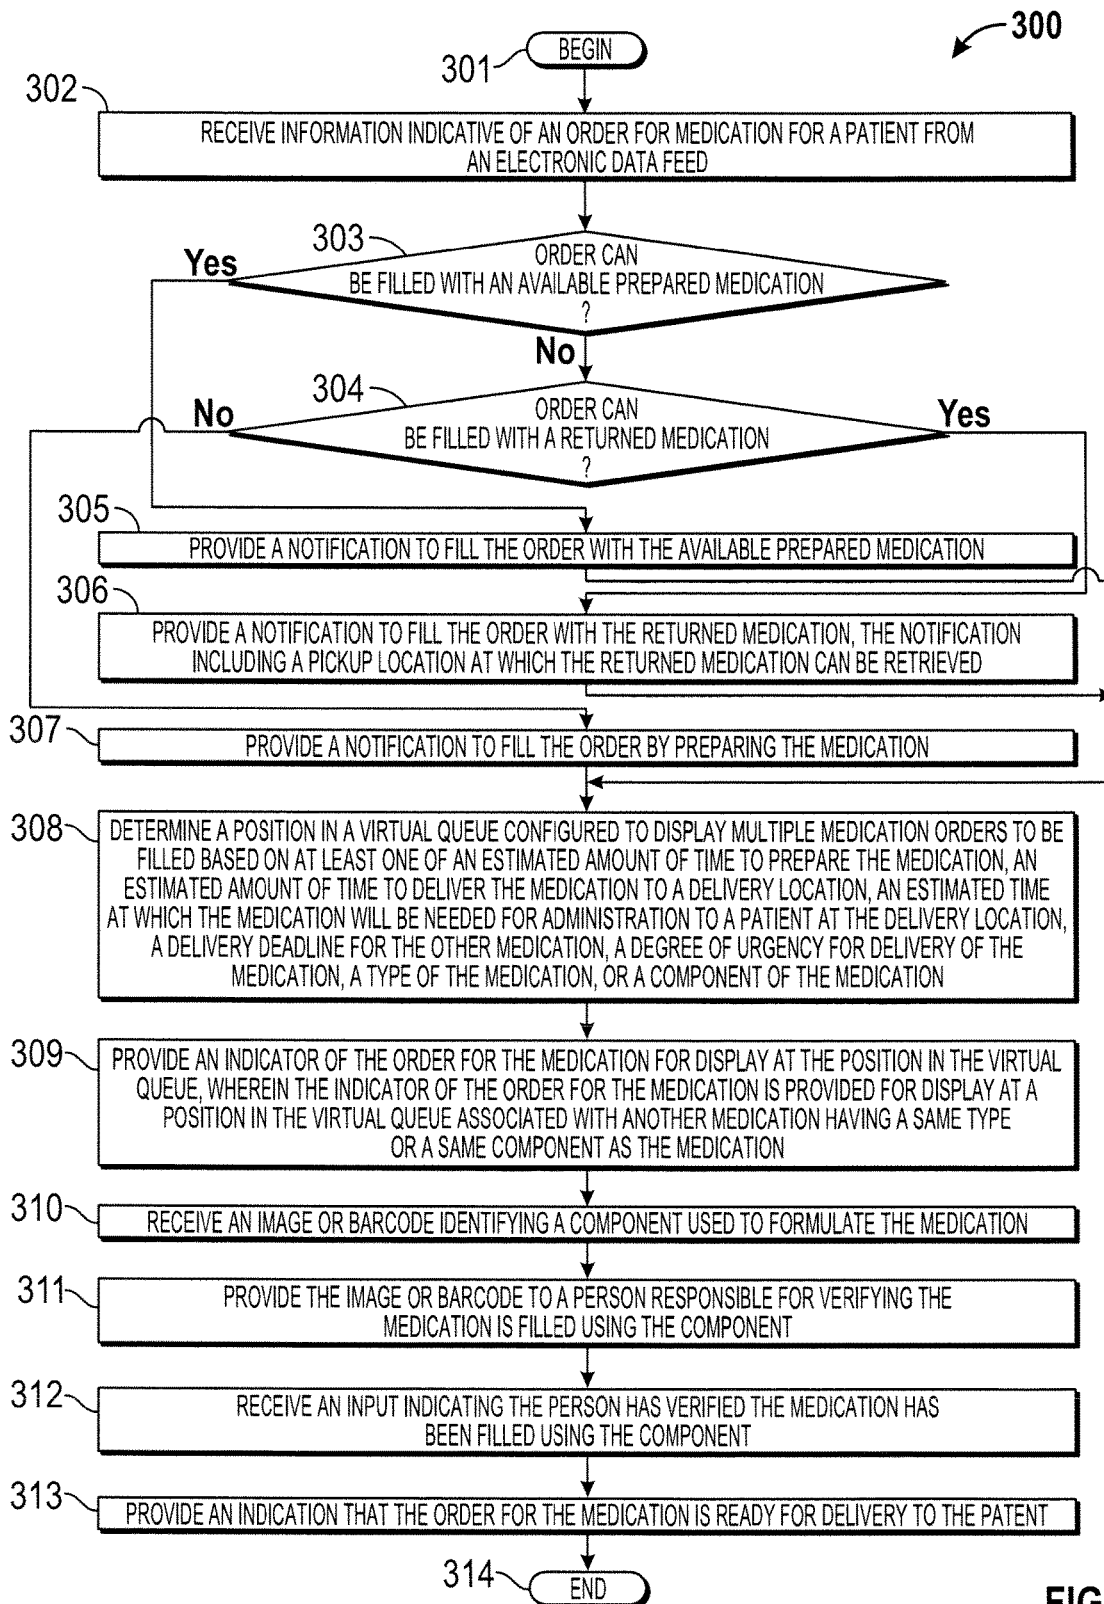 300
301
BEGIN
302
RECEIVE INFORMATION INDICATIVE OF AN ORDER FOR MEDICATION FOR A PATIENT FROM
AN ELECTRONIC DATA FEED
303
Yes
ORDER CAN
BE FILLED WITH AN AVAILABLE PREPARED MEDICATION
?
No
304
No
Yes
ORDER CAN
BE FILLED WITH A RETURNED MEDICATION
?
305
PROVIDE A NOTIFICATION TO FILL THE ORDER WITH THE AVAILABLE PREPARED MEDICATION
306
PROVIDE A NOTIFICATION TO FILL THE ORDER WITH THE RETURNED MEDICATION, THE NOTIFICATION
INCLUDING A PICKUP LOCATION AT WHICH THE RETURNED MEDICATION CAN BE RETRIEVED
307
PROVIDE A NOTIFICATION TO FILL THE ORDER BY PREPARING THE MEDICATION
308
DETERMINE A POSITION IN A VIRTUAL QUEUE CONFIGURED TO DISPLAY MULTIPLE MEDICATION ORDERS TO BE
FILLED BASED ON AT LEAST ONE OF AN ESTIMATED AMOUNT OF TIME TO PREPARE THE MEDICATION, AN
ESTIMATED AMOUNT OF TIME TO DELIVER THE MEDICATION TO A DELIVERY LOCATION, AN ESTIMATED TIME
AT WHICH THE MEDICATION WILL BE NEEDED FOR ADMINISTRATION TO A PATIENT AT THE DELIVERY LOCATION,
A DELIVERY DEADLINE FOR THE OTHER MEDICATION, A DEGREE OF URGENCY FOR DELIVERY OF THE
MEDICATION, A TYPE OF THE MEDICATION, OR A COMPONENT OF THE MEDICATION
309
PROVIDE AN INDICATOR OF THE ORDER FOR THE MEDICATION FOR DISPLAY AT THE POSITION IN THE VIRTUAL
QUEUE, WHEREIN THE INDICATOR OF THE ORDER FOR THE MEDICATION IS PROVIDED FOR DISPLAY AT A
POSITION IN THE VIRTUAL QUEUE ASSOCIATED WITH ANOTHER MEDICATION HAVING A SAME TYPE
OR A SAME COMPONENT AS THE MEDICATION
310
RECEIVE AN IMAGE OR BARCODE IDENTIFYING A COMPONENT USED TO FORMULATE THE MEDICATION
311
PROVIDE THE IMAGE OR BARCODE TO A PERSON RESPONSIBLE FOR VERIFYING THE
MEDICATION IS FILLED USING THE COMPONENT
312
RECEIVE AN INPUT INDICATING THE PERSON HAS VERIFIED THE MEDICATION HAS
BEEN FILLED USING THE COMPONENT
313
PROVIDE AN INDICATION THAT THE ORDER FOR THE MEDICATION IS READY FOR DELIVERY TO THE PATENT
314
END
FIG